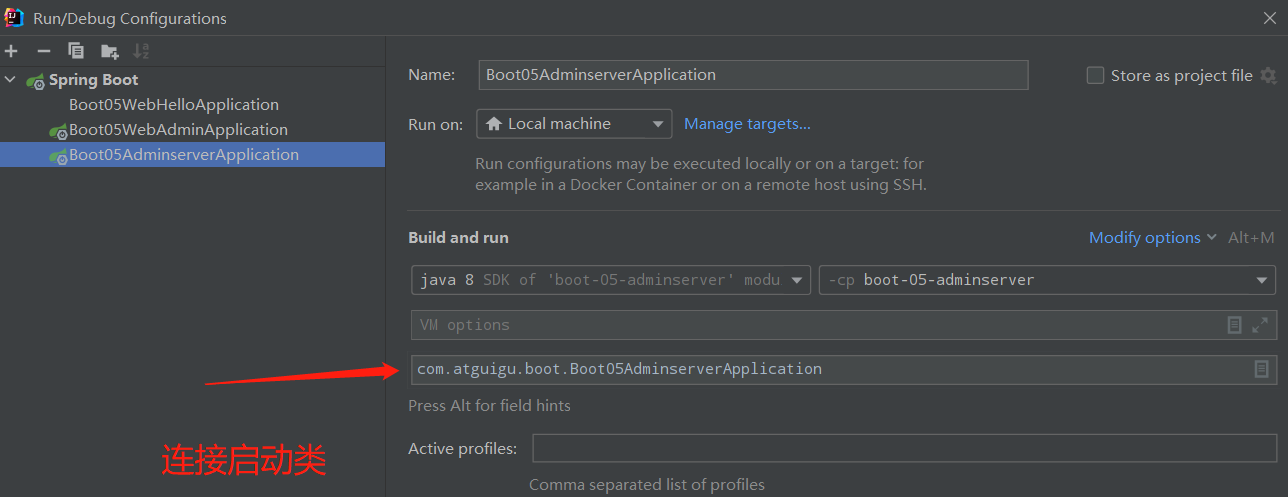 Run/Debug Configurations
Spring Boot
Boot05WebHelloApplication
Boot05WebAdminApplication
Boot05AdminserverApplication
Name: Boot05AdminserverApplication
Store as project file
Run on: Local machine Manage targets...
Run configurations may be executed locally or on a target: for
example in a Docker Container or on a remote host using SSH.
Build and run
Modify options Alt+M
java 8 SDK of 'boot-05-adminserver' modu
-cp boot-05-adminserver
VM options
com.atguigu.boot.Boot05AdminserverApplication
Press Alt for field hints
连接启动类
Active profiles:
Comma separated list of profiles